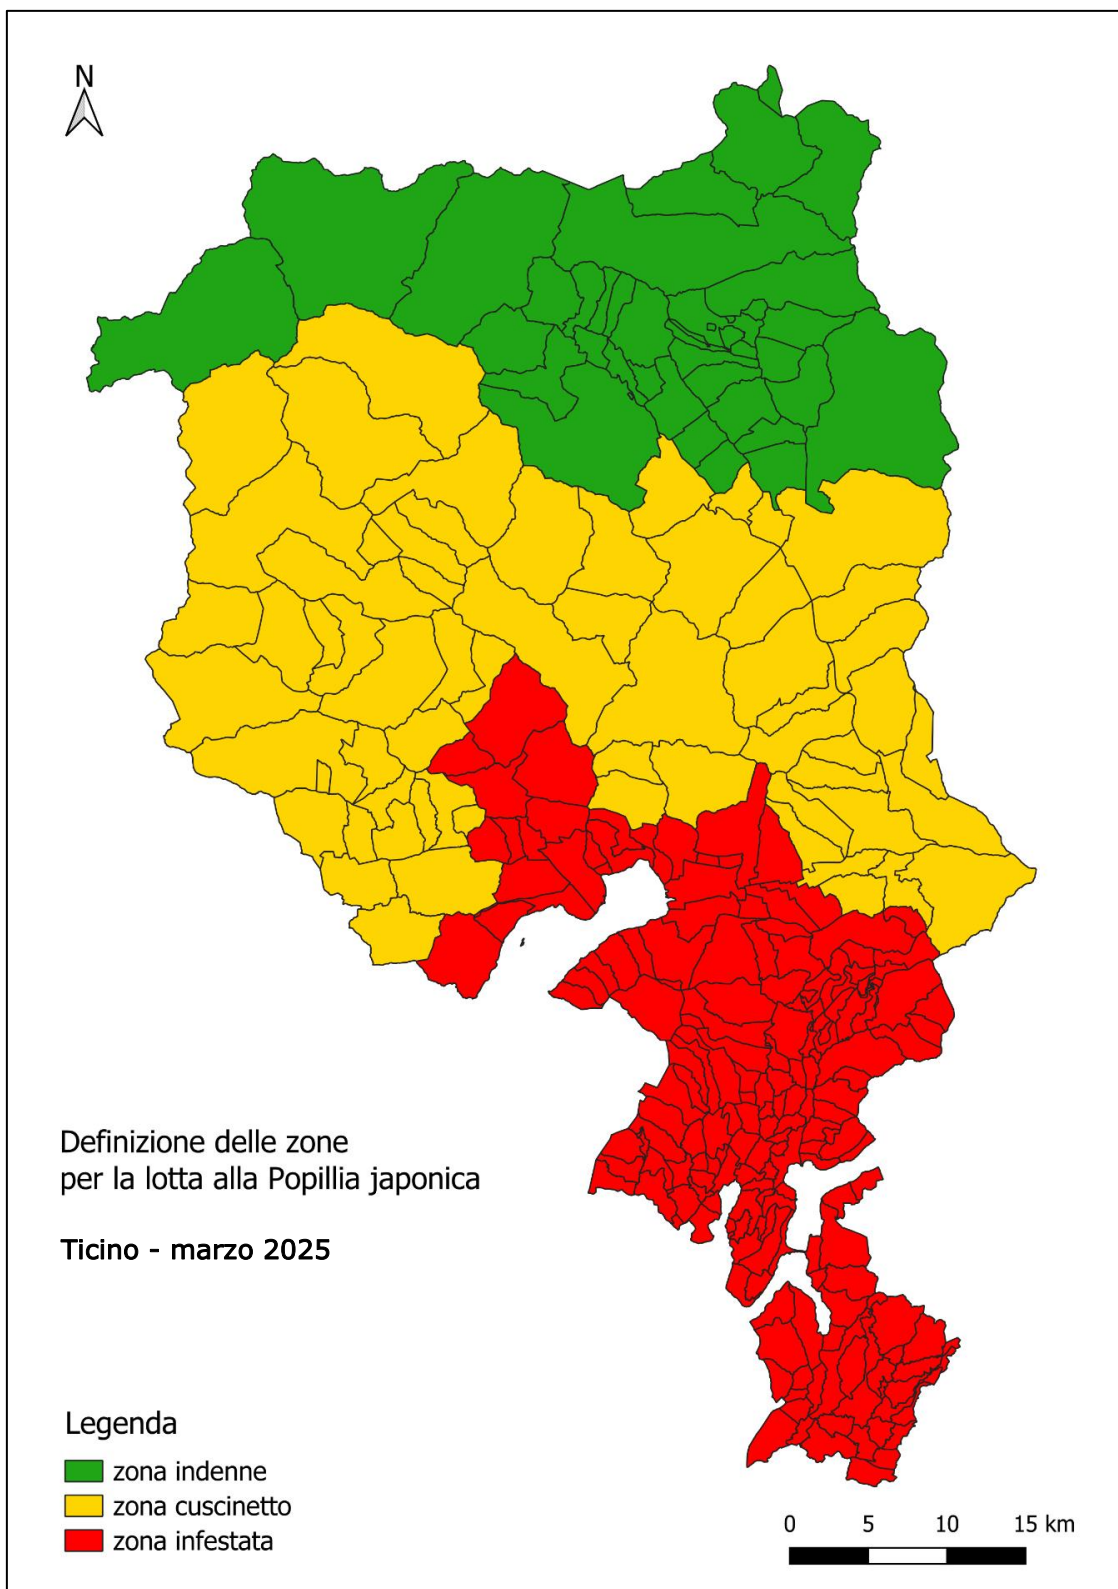 N
Definizione delle zone
per la lotta alla Popillia japonica
Ticino - marzo 2025
Legenda
zona indenne
zona cuscinetto
zona infestata
0 5 10 15 km